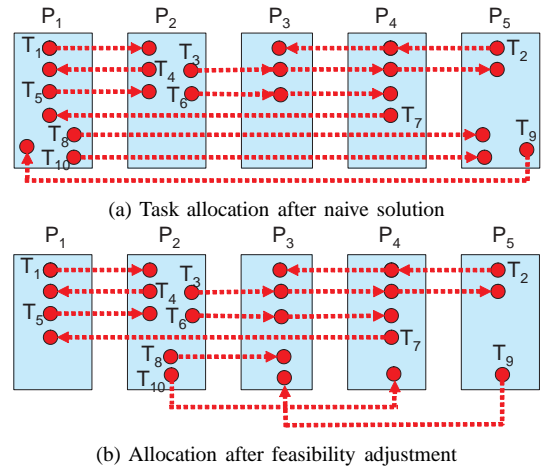 P1 P2 P3 P4 P5
T1 T3 T2
T4
T5 T6
T7
T8 T9
T10
(a) Task allocation after naive solution
P1 P2 P3 P4 P5
T1 T3 T2
T4
T5 T6
T7
T8 T9
T10
(b) Allocation after feasibility adjustment